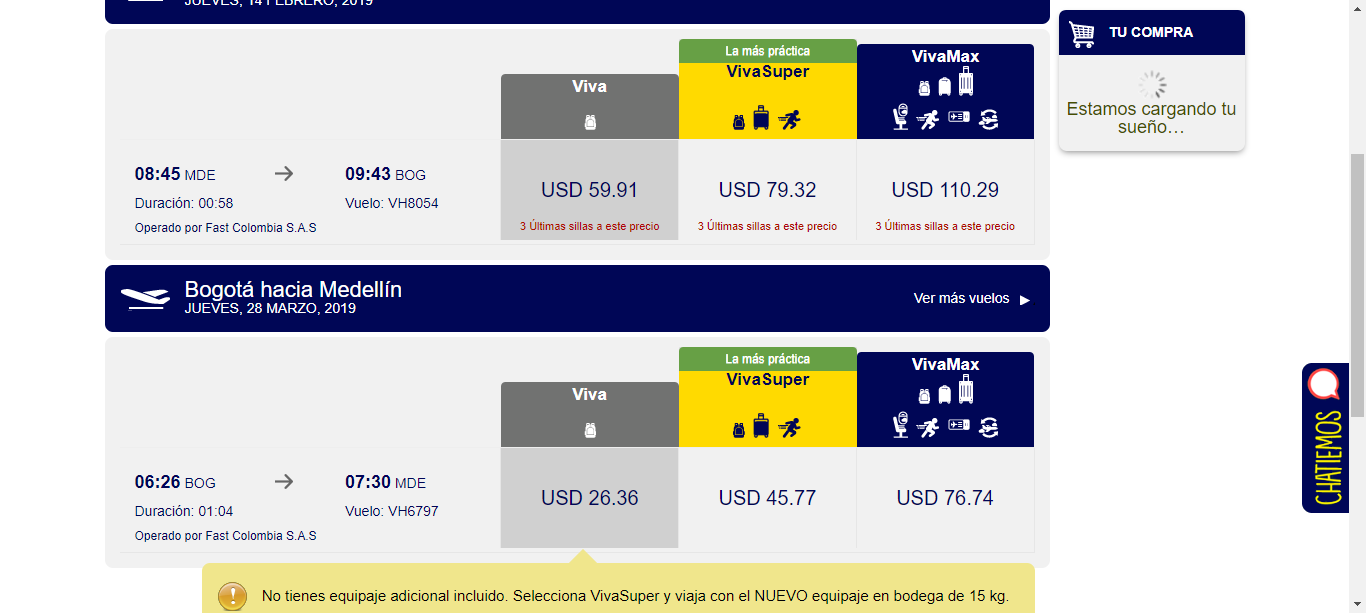 JUEVES, 14 FEBRERO, 2019
TU COMPRA
Estamos cargando tu
sueño…
La más práctica
Viva
VivaSuper
VivaMax
08:45 MDE
09:43 BOG
USD 59.91
USD 79.32
USD 110.29
Duración: 00:58
Vuelo: VH8054
Operado por Fast Colombia S.A.S
3 Últimas sillas a este precio
3 Últimas sillas a este precio
3 Últimas sillas a este precio
Bogotá hacia Medellín
JUEVES, 28 MARZO, 2019
Ver más vuelos
La más práctica
Viva
VivaSuper
VivaMax
06:26 BOG
07:30 MDE
USD 26.36
USD 45.77
USD 76.74
Duración: 01:04
Vuelo: VH6797
Operado por Fast Colombia S.A.S
No tienes equipaje adicional incluido. Selecciona VivaSuper y viaja con el NUEVO equipaje en bodega de 15 kg.
CHATIEMOS